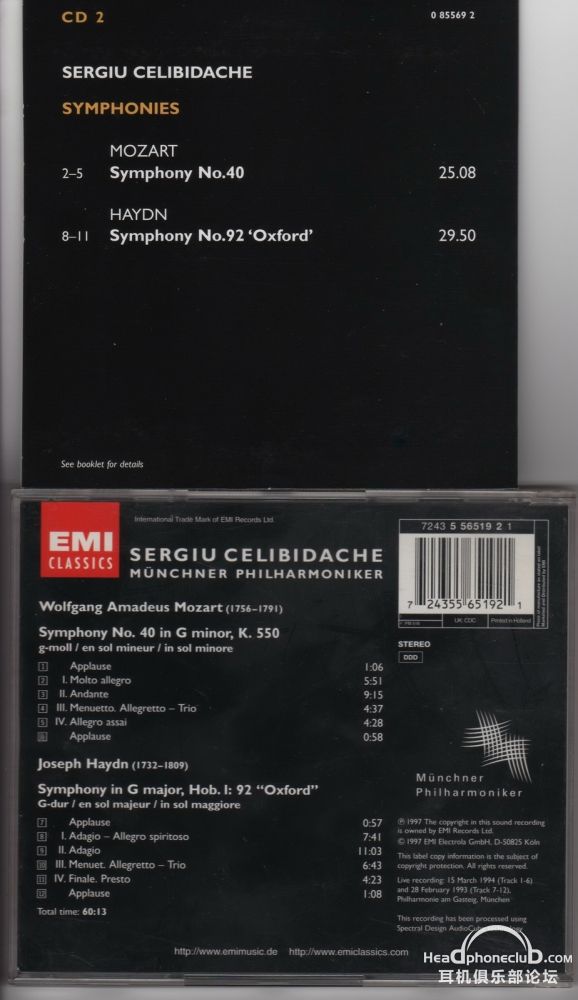 CD 2
0 85569 2
SERGIU CELIBIDACHE
SYMPHONIES
MOZART
2–5 Symphony No.40 25.08
HAYDN
8–11 Symphony No.92 ‘Oxford’ 29.50
See booklet for details
EMI
CLASSICS
International Trade Mark of EMI Records Ltd.
SERGIU CELIBIDACHE
MÜNCHNER PHILHARMONIKER
7243 5 56519 2 1
7 24355 65192 1
UK: CDC
Printed in Holland
STEREO
DDD
Wolfgang Amadeus Mozart (1756–1791)
Symphony No. 40 in G minor, K. 550
g-moll / en sol mineur / in sol minore
1 Applause 1:06
2 I. Molto allegro 5:51
3 II. Andante 9:15
4 III. Menuetto. Allegretto – Trio 4:37
5 IV. Allegro assai 4:28
6 Applause 0:58
Joseph Haydn (1732–1809)
Symphony in G major, Hob. I: 92 “Oxford”
G-dur / en sol majeur / in sol maggiore
7 Applause 0:57
8 I. Adagio – Allegro spiritoso 7:41
9 II. Adagio 11:03
10 III. Menuet. Allegretto – Trio 6:43
11 IV. Finale. Presto 4:23
12 Applause 1:08
Total time: 60:13
Münchner
Philharmoniker
℗ 1997 The copyright in this sound recording
is owned by EMI Records Ltd.
© 1997 EMI Electrola GmbH, D-50825 Köln
This label copy information is the subject of
copyright protection. All rights reserved.
Live recording: 15 March 1994 (Track 1-6)
and 28 February 1993 (Track 7-12),
Philharmonie am Gasteig, München
This recording has been processed using
Spectral Design AudioCube technology
http://www.emimusic.de http://www.emiclassics.com
Headphoneclub.com
耳机俱乐部论坛